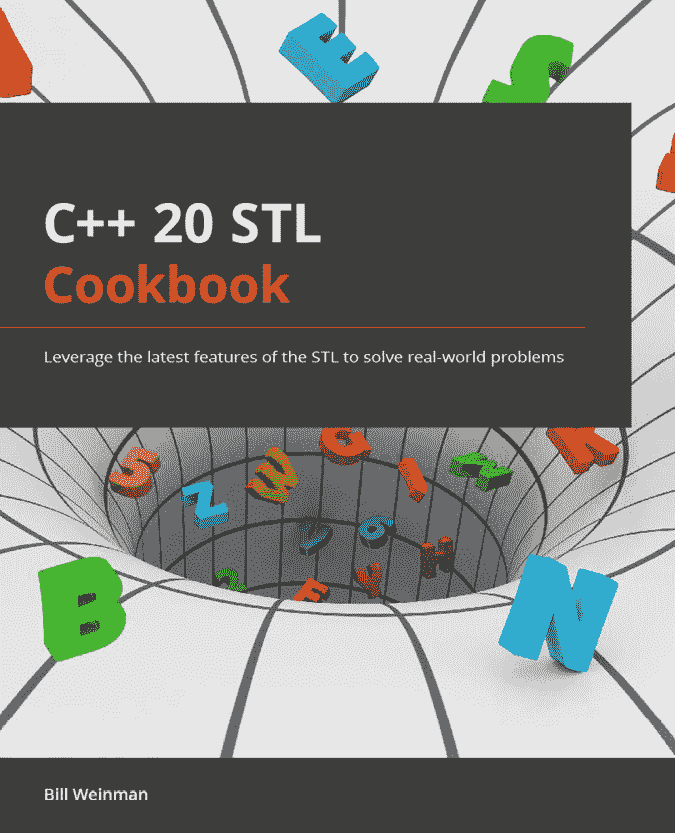 E
S
C++ 20 STL
Cookbook
Leverage the latest features of the STL to solve real-world problems
S
Z
G
I
K
H
B
N
Bill Weinman